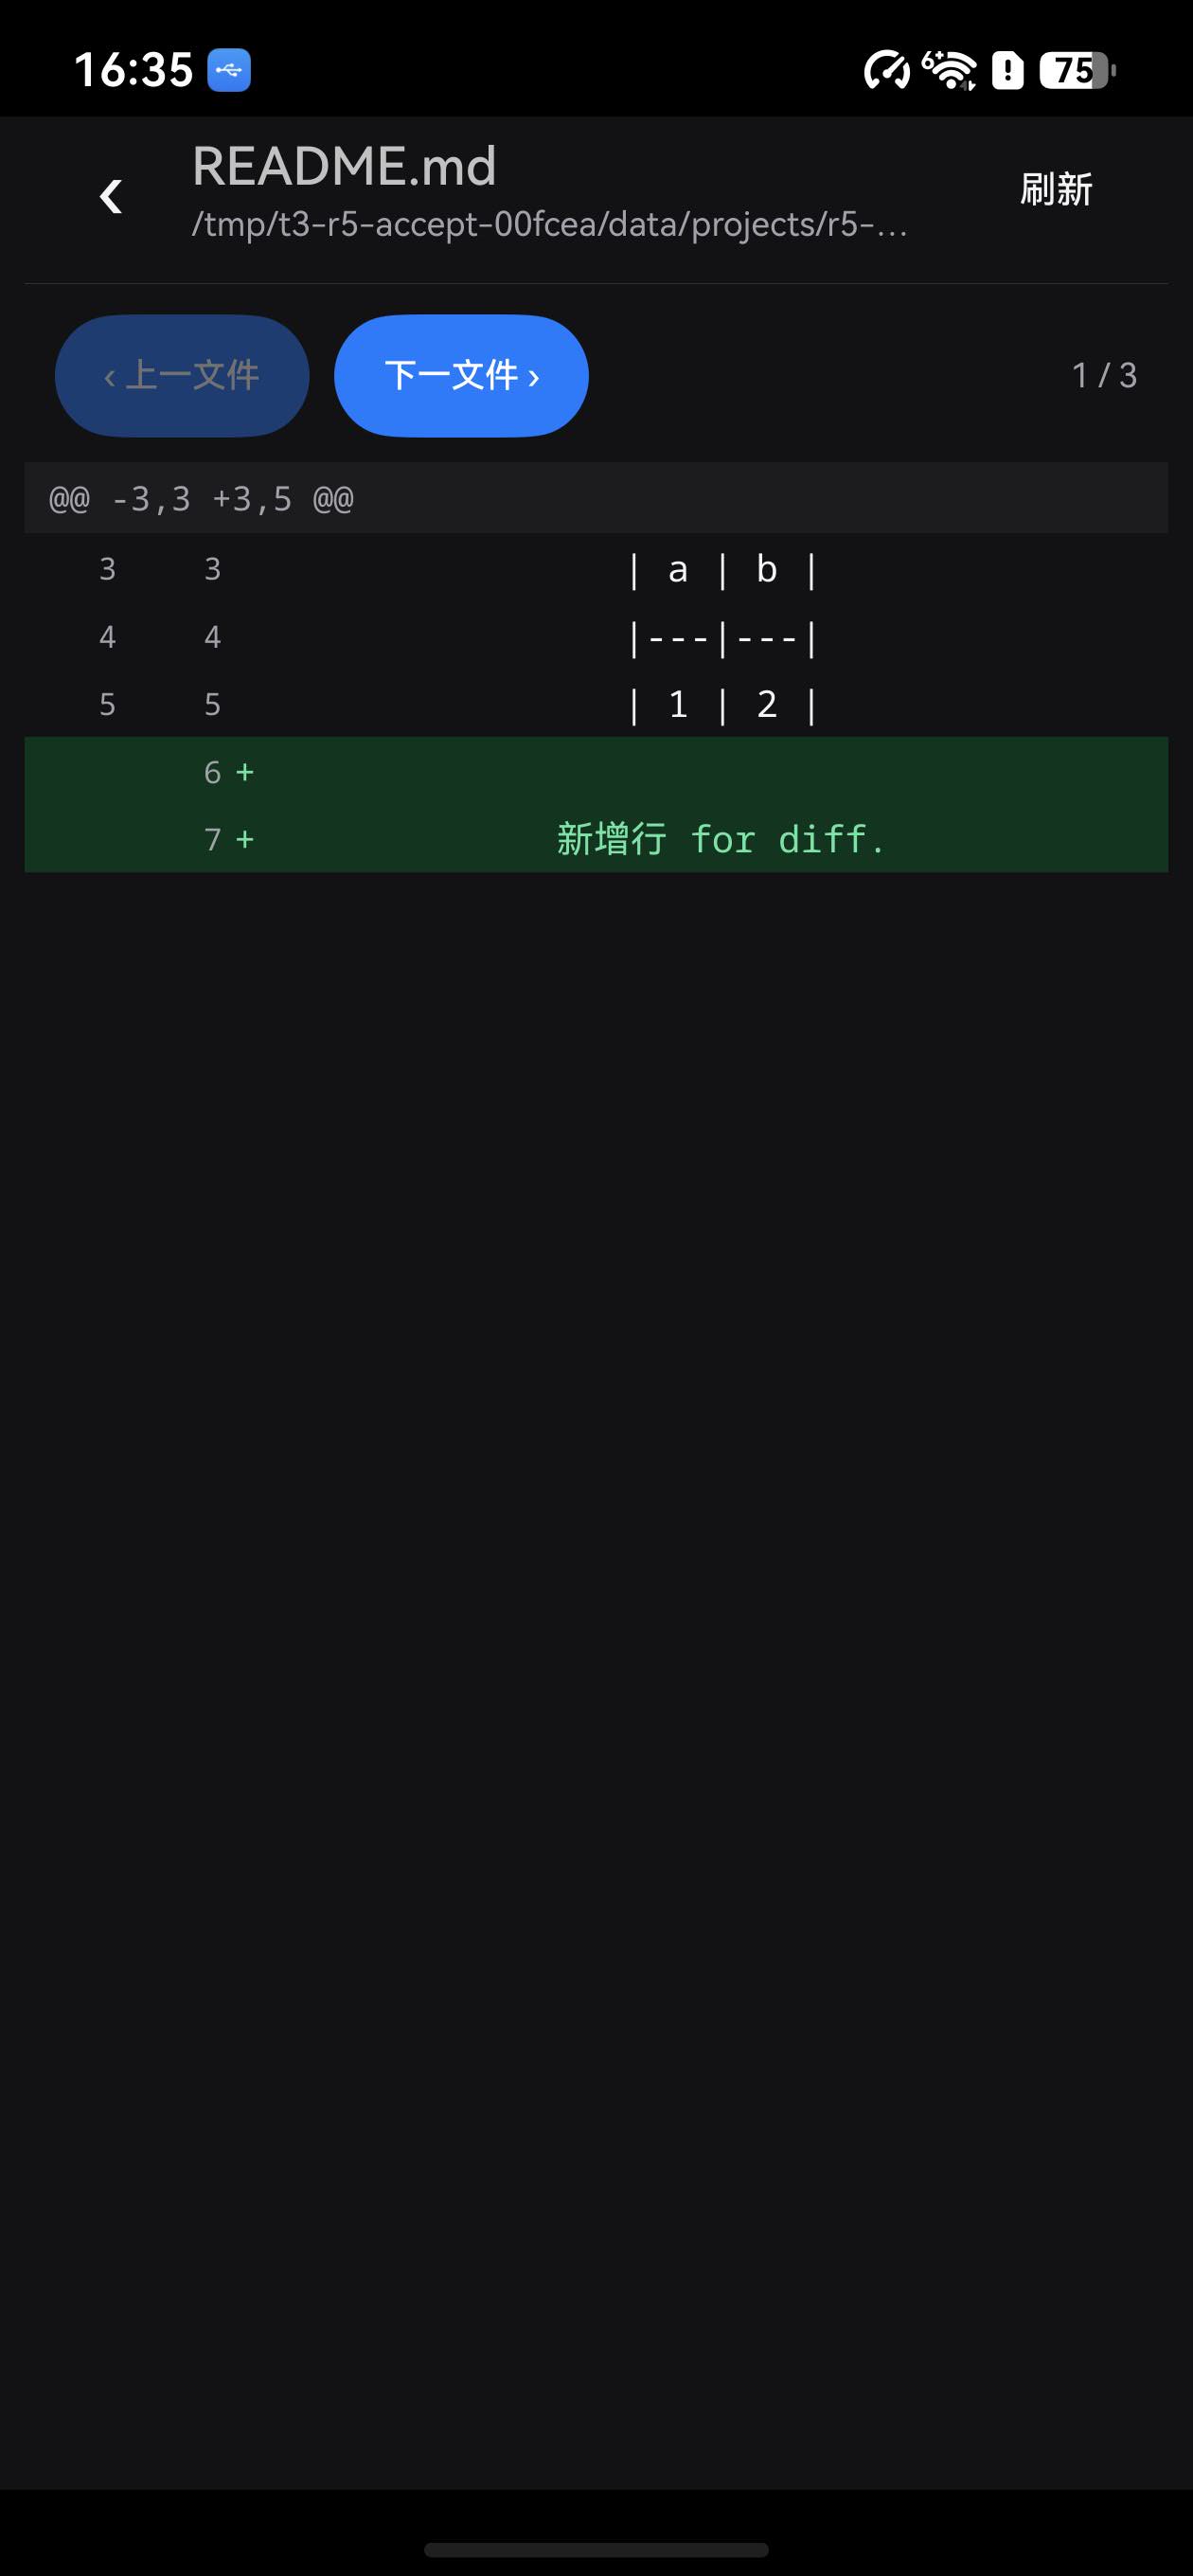 16:35
6+
75
README.md
/tmp/t3-r5-accept-00fcea/data/projects/r5-...
刷新
‹ 上一文件
下一文件 ›
1 / 3
@@ -3,3 +3,5 @@
3 3 | a | b |
4 4 |---|---|
5 5 | 1 | 2 |
6 +
7 + 新增行 for diff.